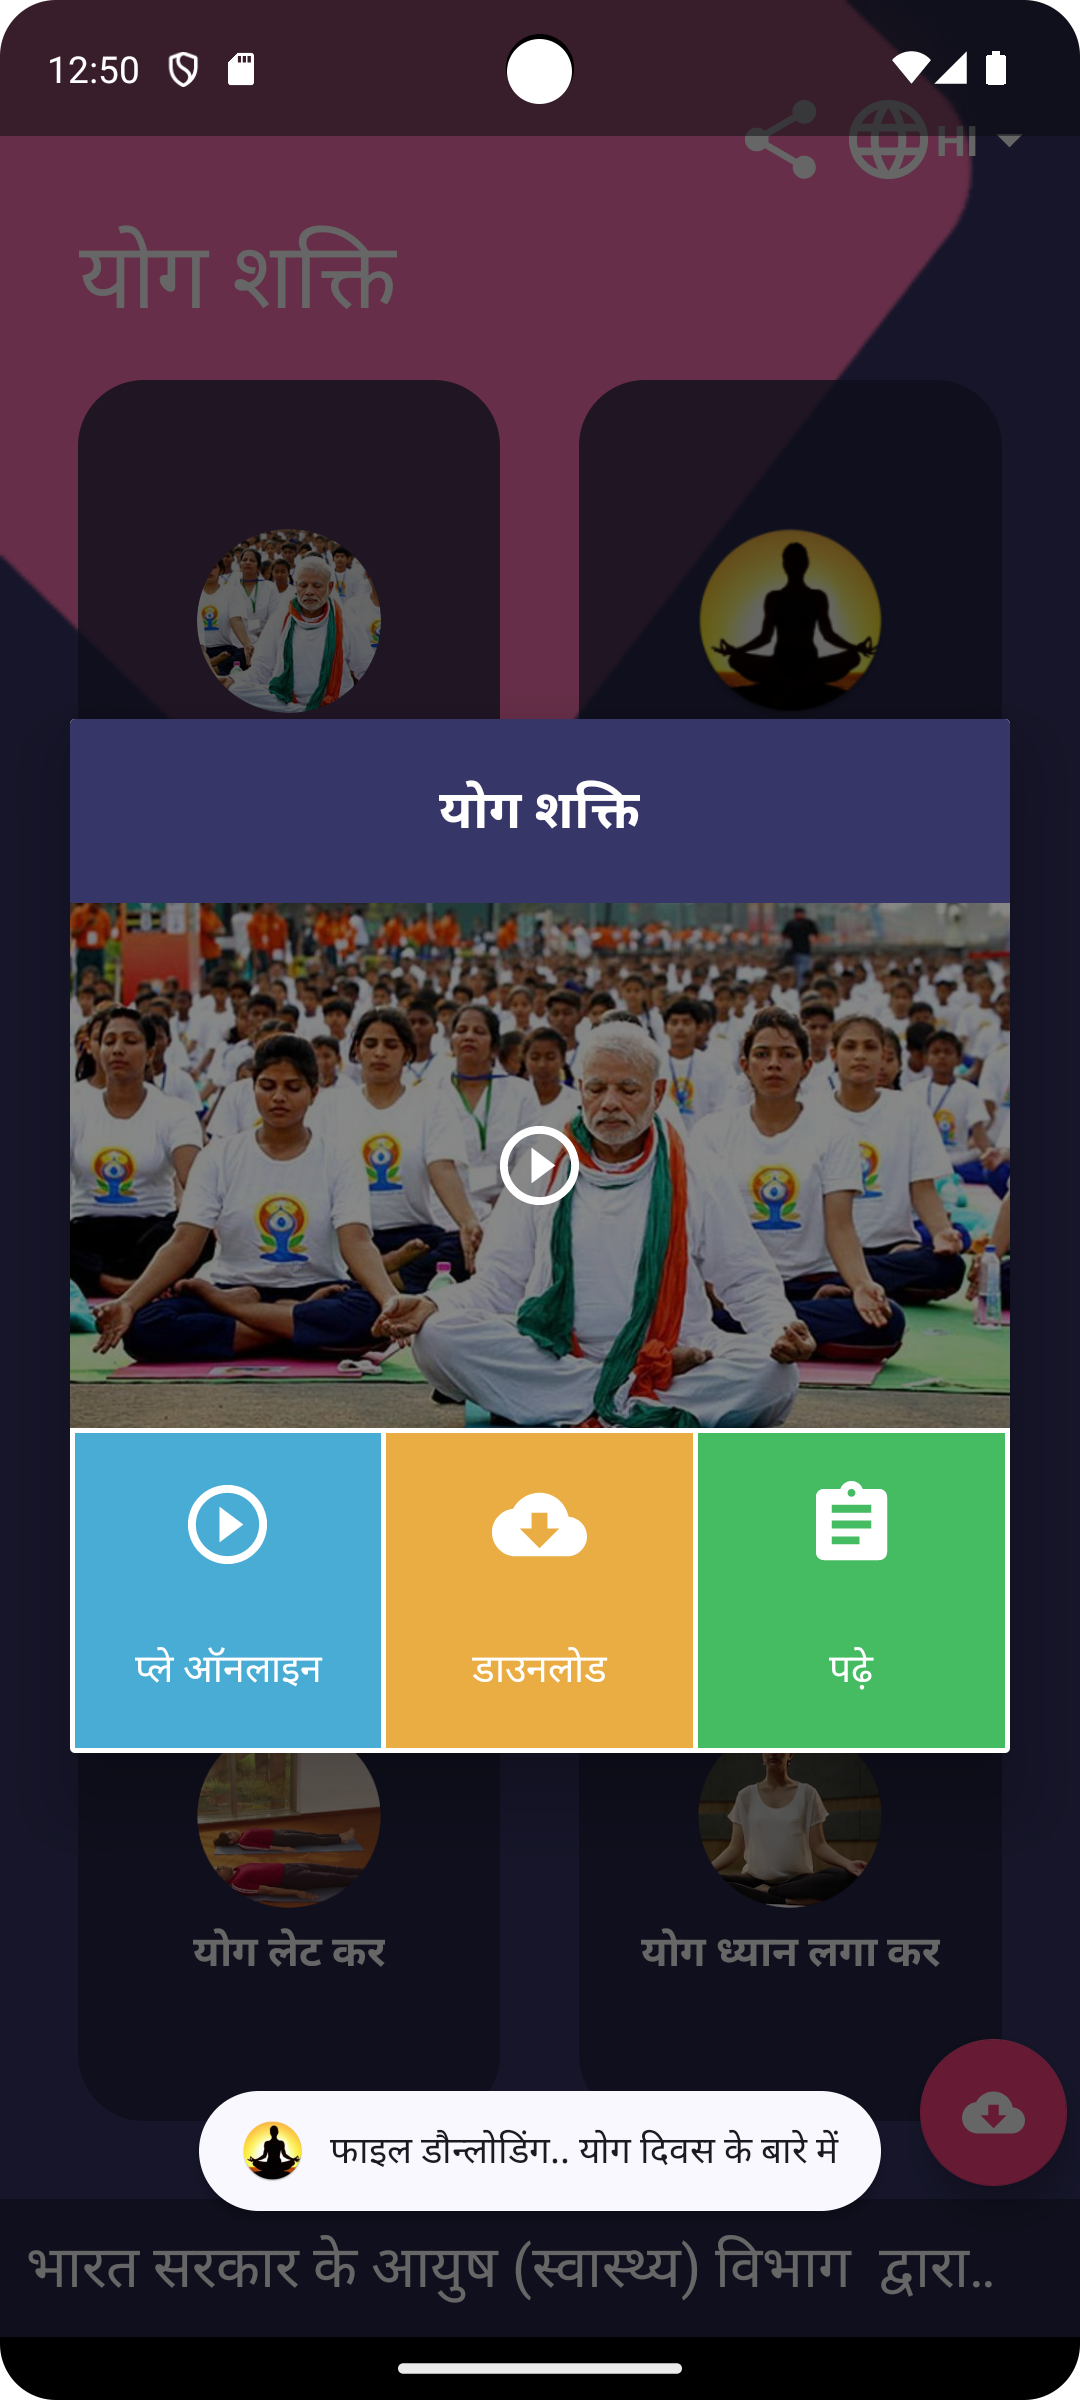 12:50
HI
योग शक्ति
योग शक्ति
प्ले ऑनलाइन
डाउनलोड
पढ़े
योग लेट कर
योग ध्यान लगा कर
फाइल डौन्लोडिंग.. योग दिवस के बारे में
भारत सरकार के आयुष (स्वास्थ्य) विभाग द्वारा..